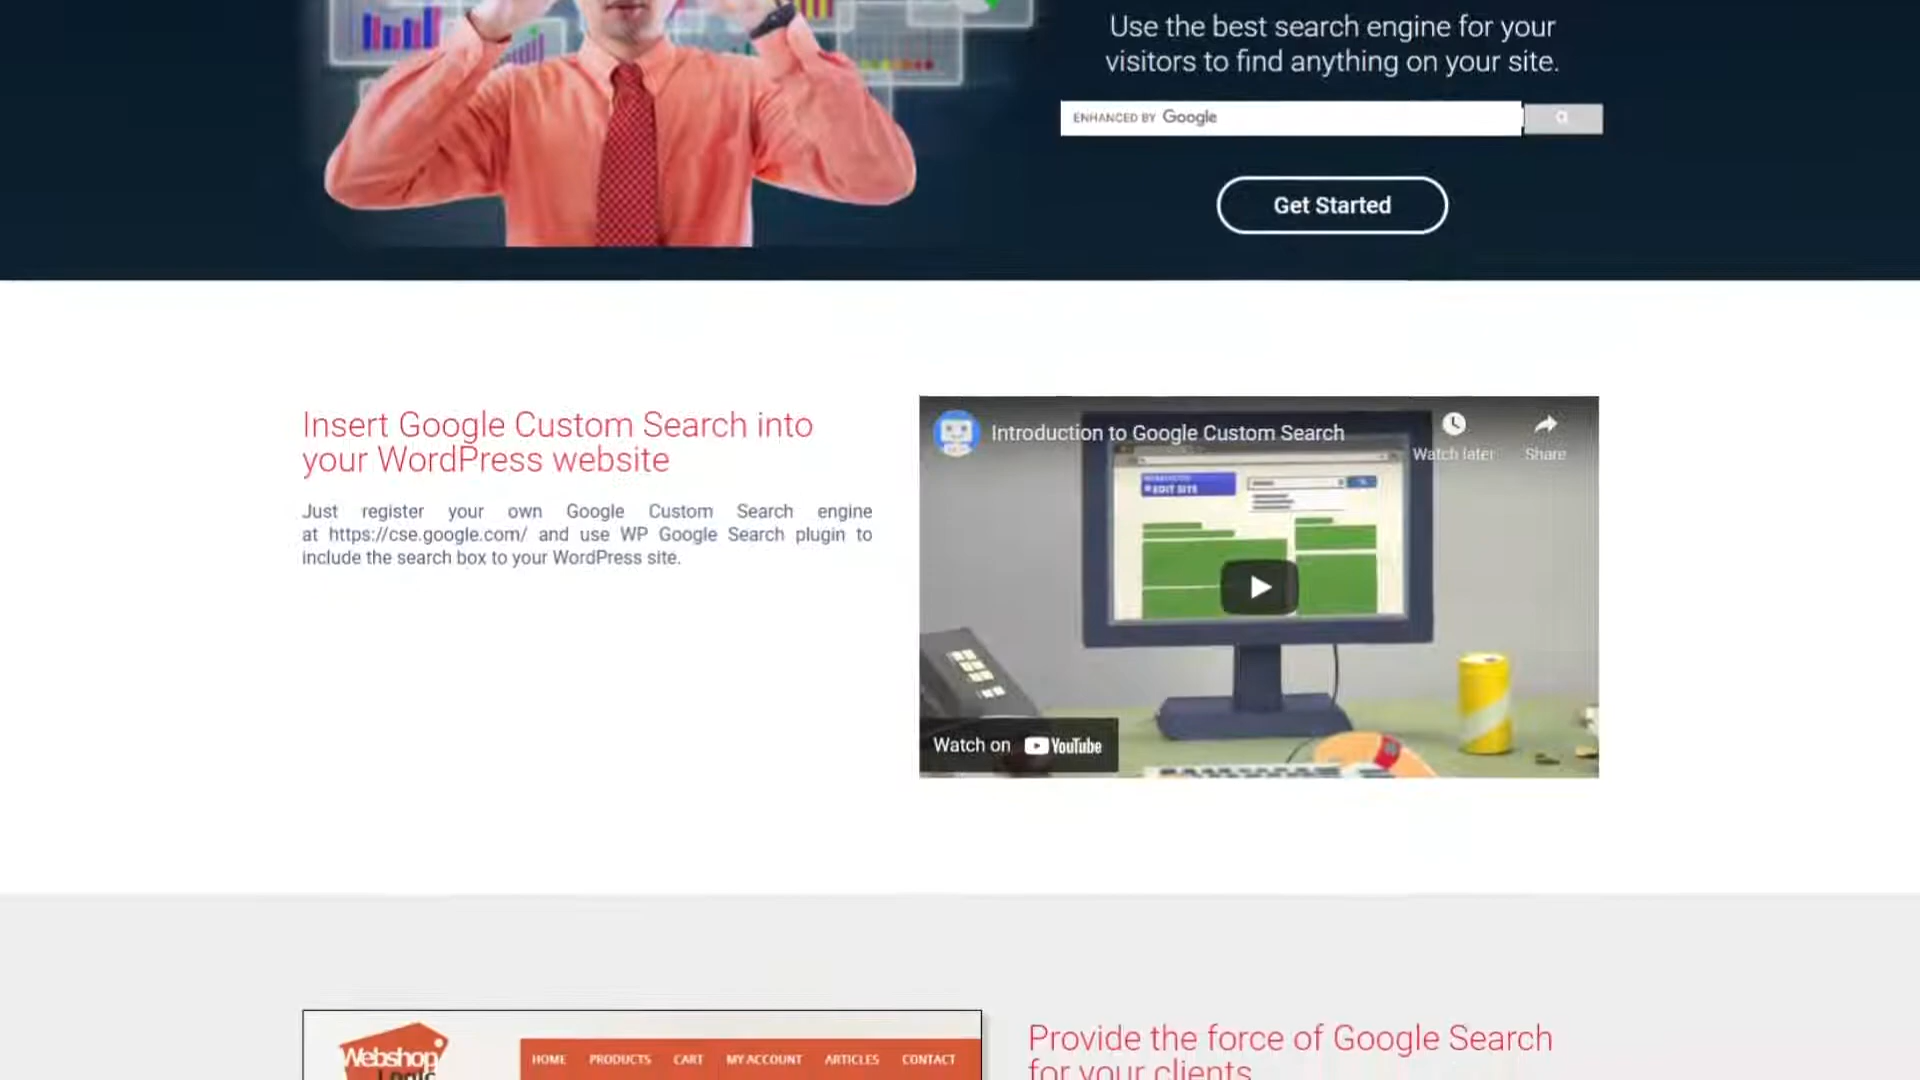 Use the best search engine for your
visitors to find anything on your site.
ENHANCED BY Google
Get Started
Insert Google Custom Search into
your WordPress website
Just register your own Google Custom Search engine
at https://cse.google.com/ and use WP Google Search plugin to
include the search box to your WordPress site.
Introduction to Google Custom Search
Watch later
Share
EDIT SITE
Watch on YouTube
Webshop
Logic
HOME PRODUCTS CART MY ACCOUNT ARTICLES CONTACT
Provide the force of Google Search
for your clients